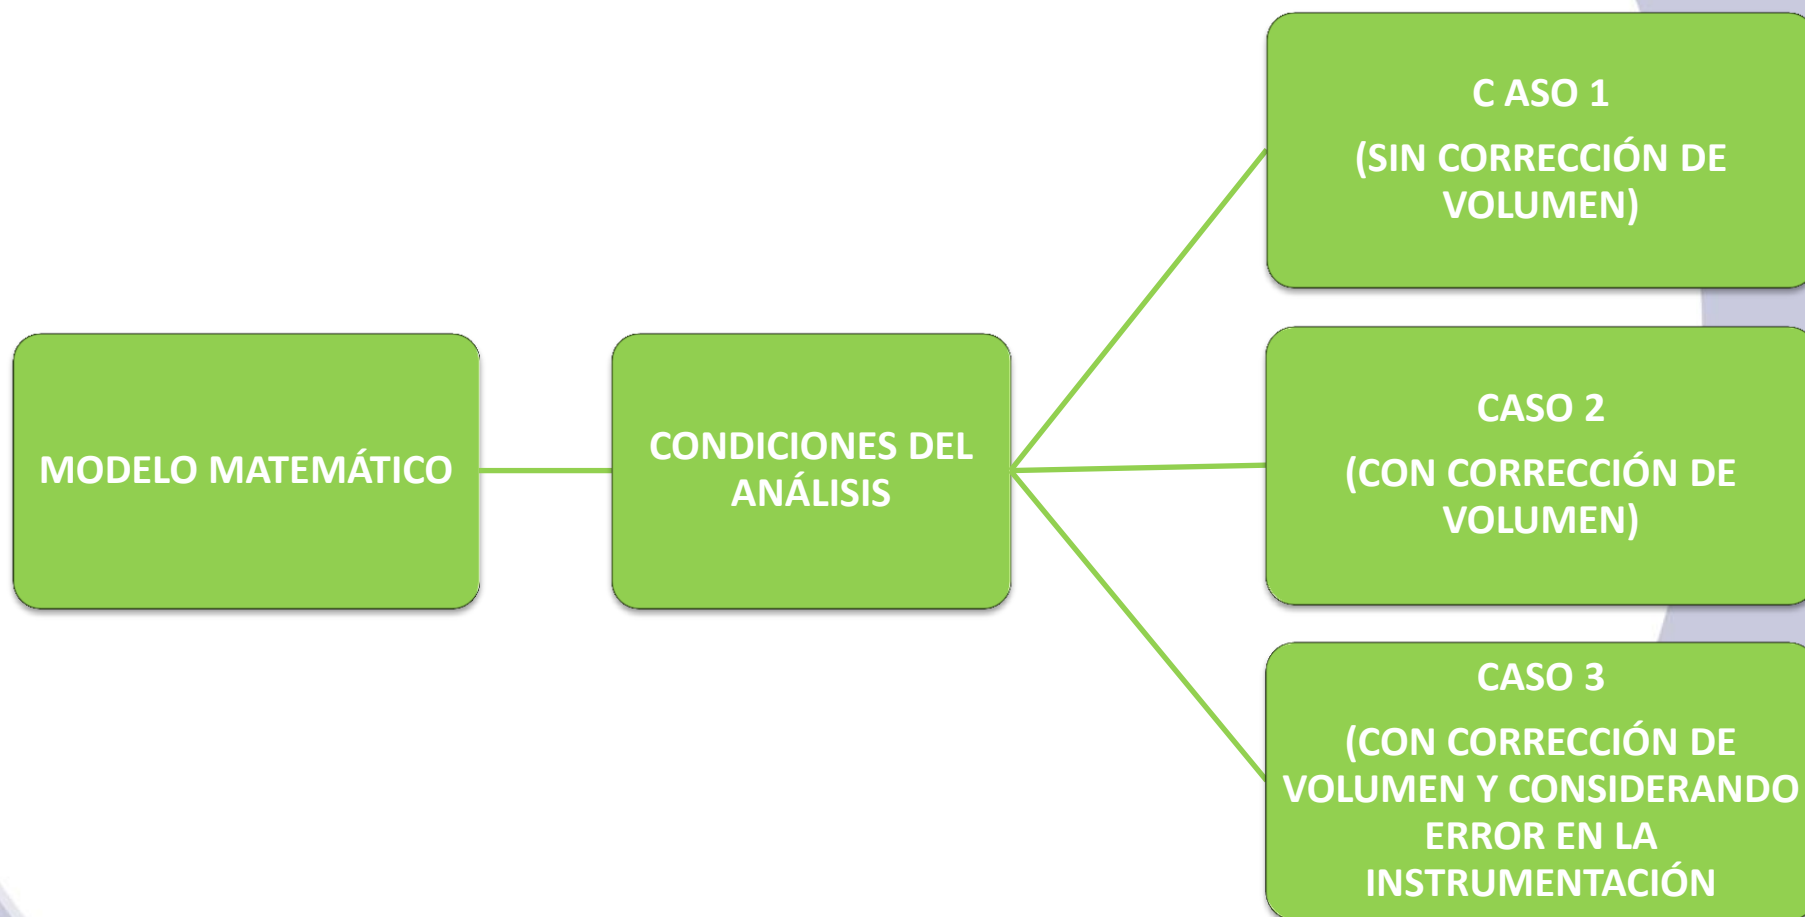 MODELO MATEMÁTICO
CONDICIONES DEL
ANÁLISIS
C ASO 1
(SIN CORRECCIÓN DE
VOLUMEN)
CASO 2
(CON CORRECCIÓN DE
VOLUMEN)
CASO 3
(CON CORRECCIÓN DE
VOLUMEN Y CONSIDERANDO
ERROR EN LA
INSTRUMENTACIÓN